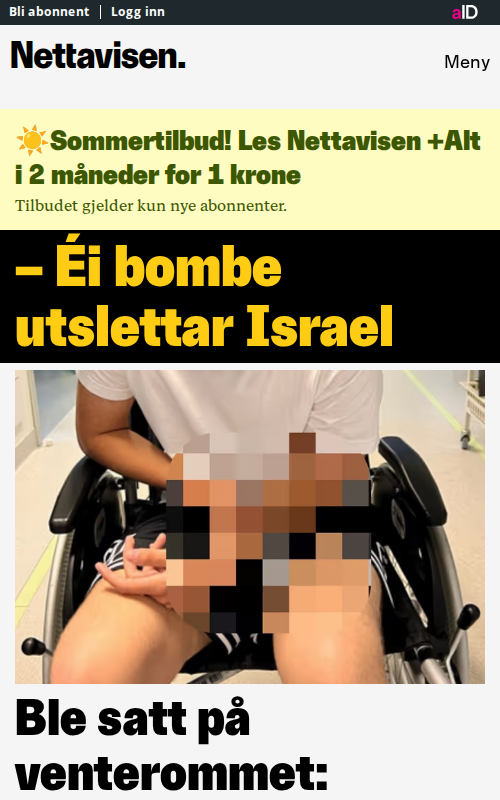 Bli abonnent
Logg inn
aID
Nettavisen.
Meny
☀️Sommertilbud! Les Nettavisen +Alt
i 2 måneder for 1 krone
Tilbudet gjelder kun nye abonnenter.
– Éi bombe
utslettar Israel
Ble satt på
venterommet: